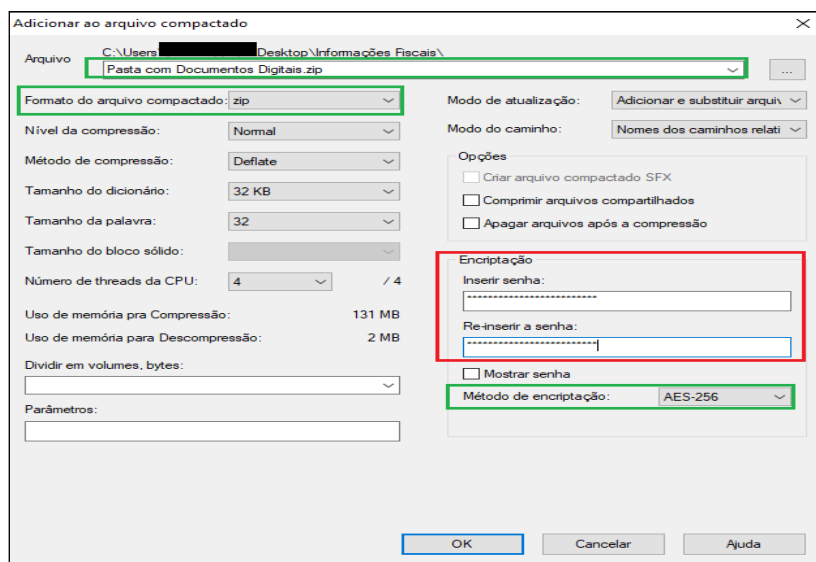 Adicionar ao arquivo compactado
Arquivo
C:\Users\ Desktop\Informações Fiscais\
Pasta com Documentos Digitais.zip
...
Formato do arquivo compactado: zip
Nível da compressão: Normal
Método de compressão: Deflate
Tamanho do dicionário: 32 KB
Tamanho da palavra: 32
Tamanho do bloco sólido:
Número de threads da CPU: 4 / 4
Uso de memória pra Compressão: 131 MB
Uso de memória para Descompressão: 2 MB
Dividir em volumes, bytes:
Parâmetros:
Modo de atualização: Adicionar e substituir arquiv
Modo do caminho: Nomes dos caminhos relati
Opções
Criar arquivo compactado SFX
Comprimir arquivos compartilhados
Apagar arquivos após a compressão
Encriptação
Inserir senha:
**************************
Re-inserir a senha:
**************************
Mostrar senha
Método de encriptação: AES-256
OK Cancelar Ajuda